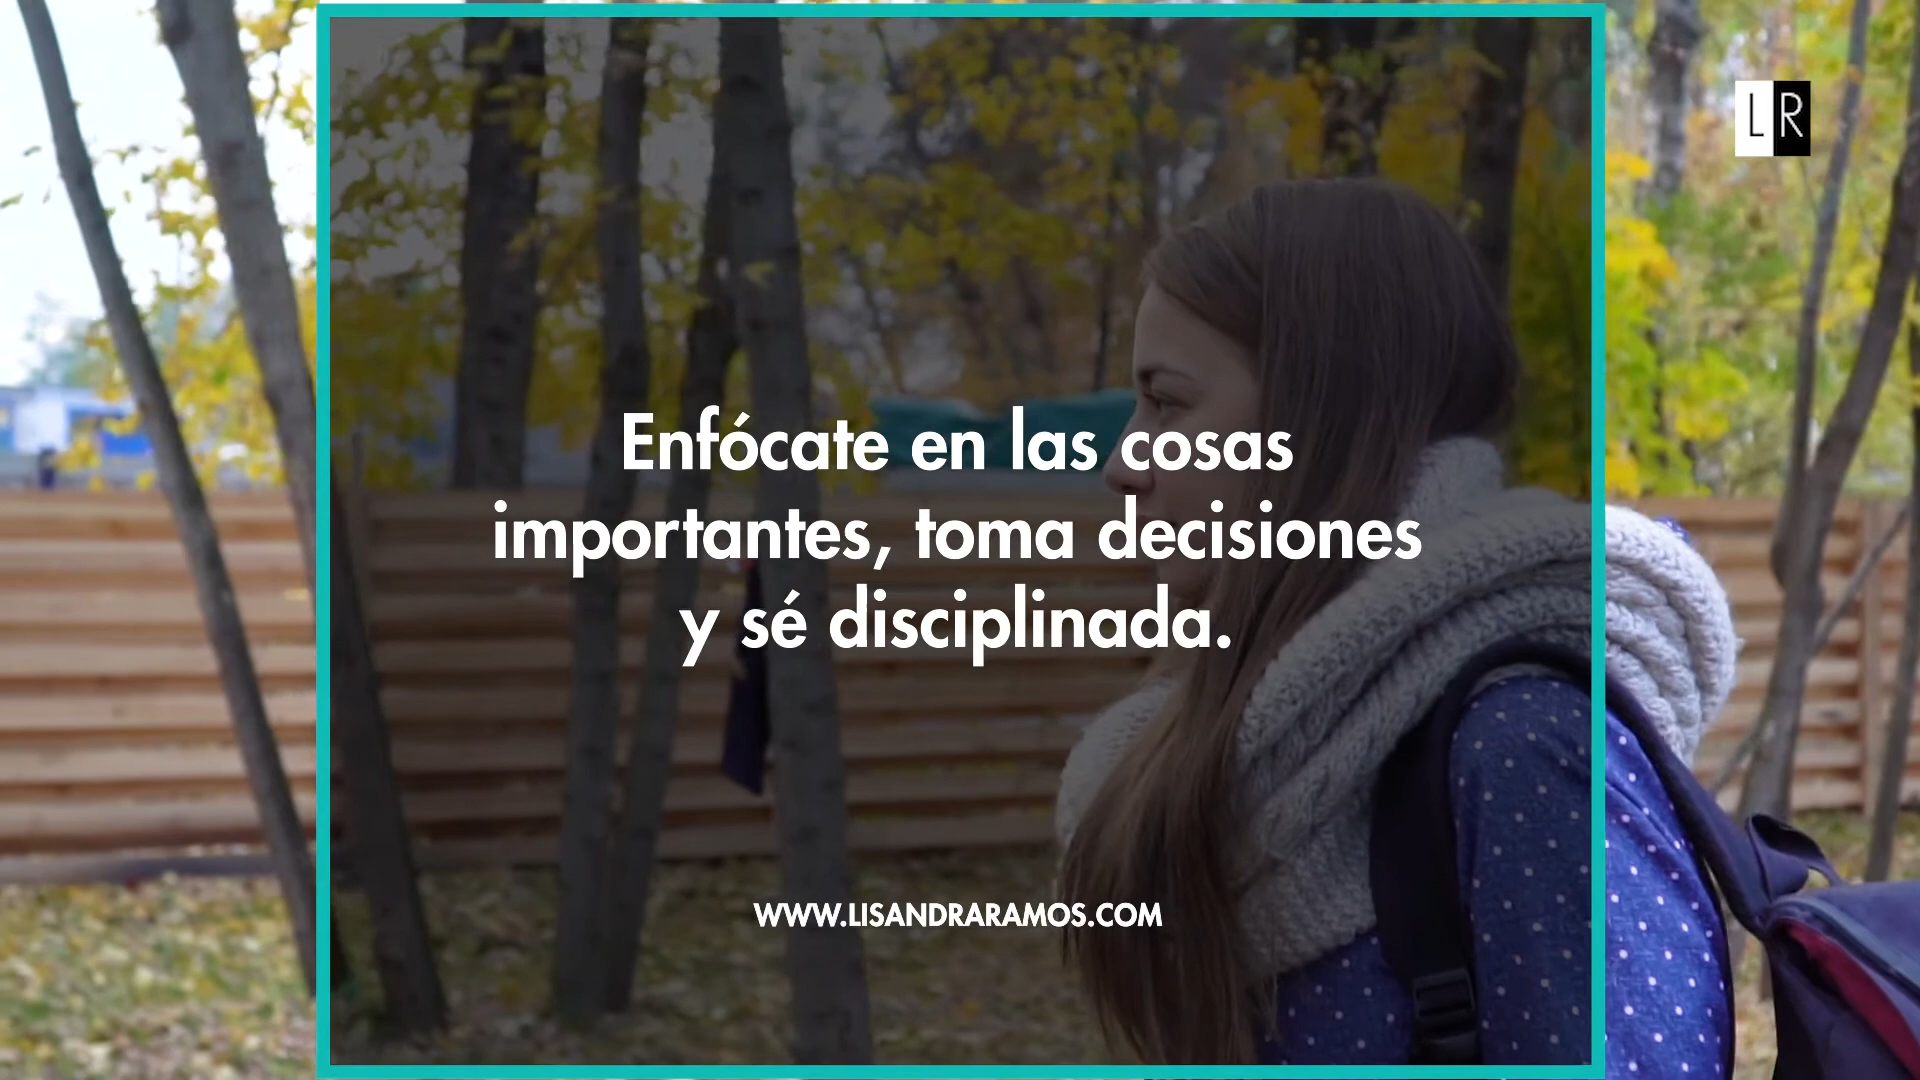 LR
Enfócate en las cosas
importantes, toma decisiones
y sé disciplinada.
WWW.LISANDRARAMOS.COM